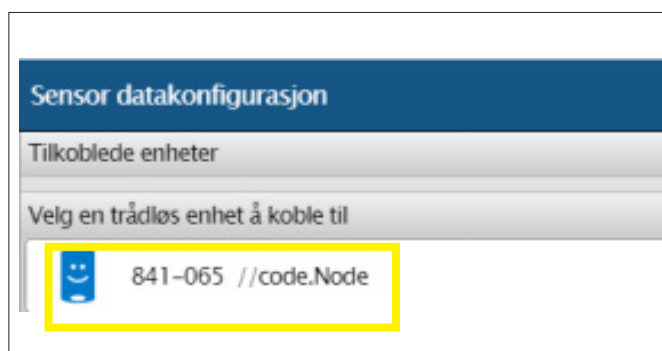 Sensor datakonfigurasjon
Tilkoblede enheter
Velg en trådløs enhet å koble til
841-065 //code.Node